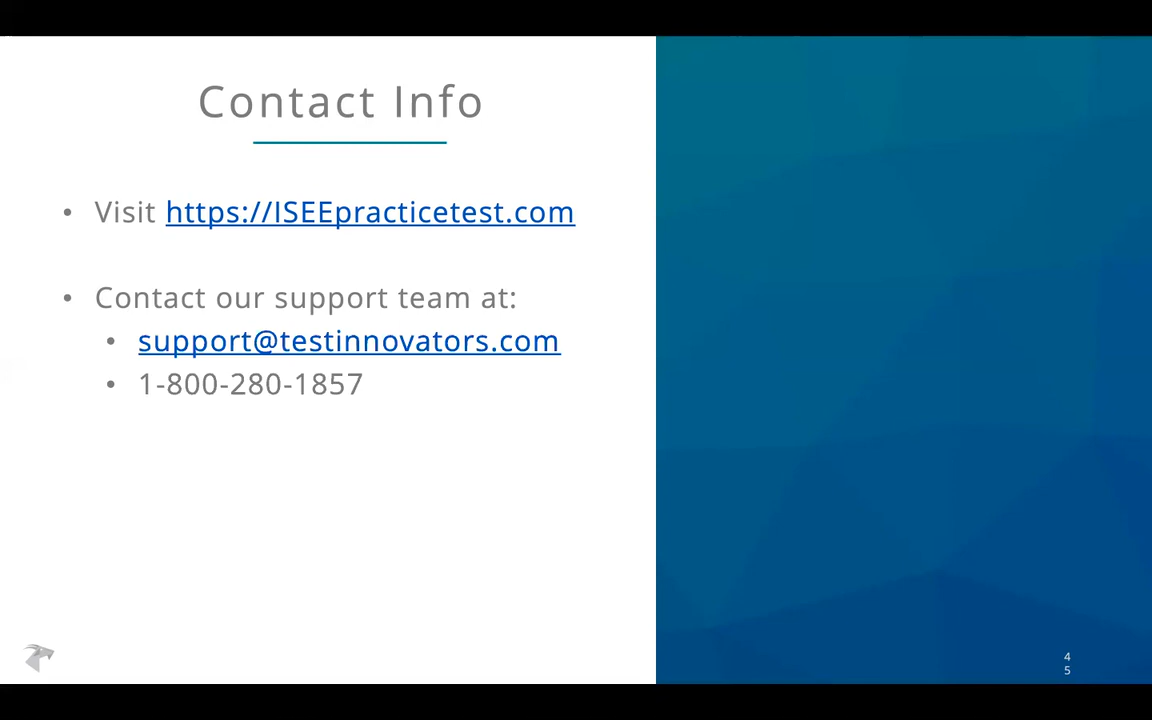 Contact Info
• Visit https://ISEEpracticetest.com
• Contact our support team at:
• support@testinnovators.com
• 1-800-280-1857
4
5